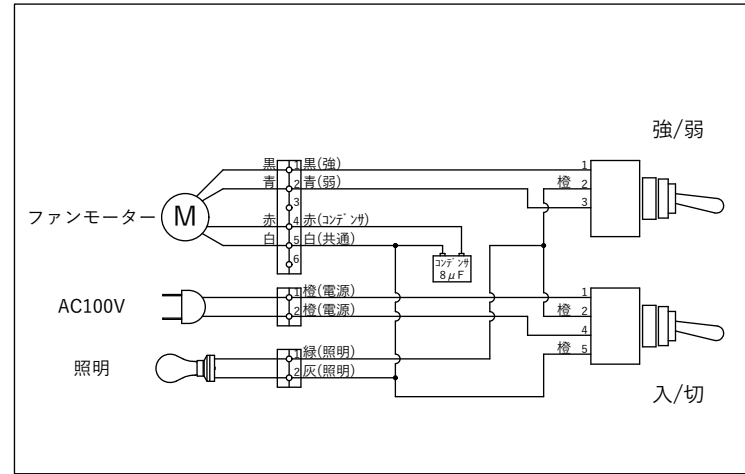 強/弱
黒 1 黒(強) 1
青 2 青(弱) 橙 2
3 3
ファンモーター M
赤 4 赤(コンデンサ)
白 5 白(共通)
6
コンデンサ
8μF
AC100V
1 橙(電源) 1
2 橙(電源) 橙 2
4
照明
1 緑(照明) 橙 5
2 灰(照明)
入/切